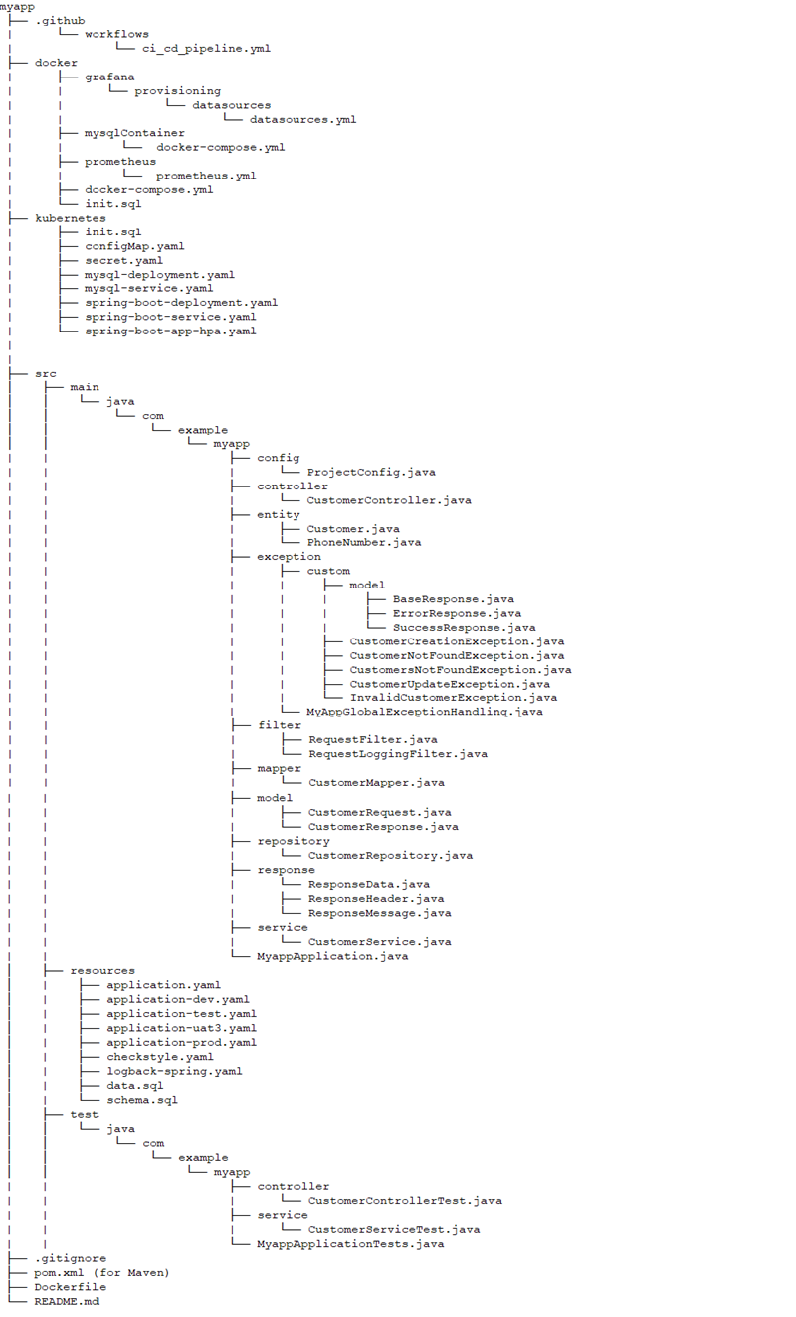 myapp
├── .github
│      └── workflows
│              └── ci_cd_pipeline.yml
├── docker
│      ├── grafana
│      │      └── provisioning
│      │              └── datasources
│      │                      └── datasources.yml
│      ├── mysqlContainer
│      │        └──  docker-compose.yml
│      ├── prometheus
│      │        └──  prometheus.yml
│      ├── docker-compose.yml
│      └── init.sql
├── kubernetes
│      ├── init.sql
│      ├── configMap.yaml
│      ├── secret.yaml
│      ├── mysql-deployment.yaml
│      ├── mysql-service.yaml
│      ├── spring-boot-deployment.yaml
│      ├── spring-boot-service.yaml
│      └── spring-boot-app-hpa.yaml
│
│
├── src
│    ├── main
│    │    └── java
│    │         └── com
│    │              └── example
│    │                   └── myapp
│    │                         ├── config
│    │                         │      └── ProjectConfig.java
│    │                         ├── controller
│    │                         │      └── CustomerController.java
│    │                         ├── entity
│    │                         │      ├── Customer.java
│    │                         │      └── PhoneNumber.java
│    │                         ├── exception
│    │                         │      ├── custom
│    │                         │      │     ├── model
│    │                         │      │     │     ├── BaseResponse.java
│    │                         │      │     │     ├── ErrorResponse.java
│    │                         │      │     │     └── SuccessResponse.java
│    │                         │      │     ├── CustomerCreationException.java
│    │                         │      │     ├── CustomerNotFoundException.java
│    │                         │      │     ├── CustomersNotFoundException.java
│    │                         │      │     ├── CustomerUpdateException.java
│    │                         │      │     └── InvalidCustomerException.java
│    │                         │      └── MyAppGlobalExceptionHandling.java
│    │                         ├── filter
│    │                         │      ├── RequestFilter.java
│    │                         │      └── RequestLoggingFilter.java
│    │                         ├── mapper
│    │                         │      └── CustomerMapper.java
│    │                         ├── model
│    │                         │      ├── CustomerRequest.java
│    │                         │      └── CustomerResponse.java
│    │                         ├── repository
│    │                         │      └── CustomerRepository.java
│    │                         ├── response
│    │                         │      └── ResponseData.java
│    │                         │      ├── ResponseHeader.java
│    │                         │      └── ResponseMessage.java
│    │                         ├── service
│    │                         │      └── CustomerService.java
│    │                         └── MyappApplication.java
│    ├── resources
│    │    ├── application.yaml
│    │    ├── application-dev.yaml
│    │    ├── application-test.yaml
│    │    ├── application-uat3.yaml
│    │    ├── application-prod.yaml
│    │    ├── checkstyle.yaml
│    │    ├── logback-spring.yaml
│    │    ├── data.sql
│    │    └── schema.sql
│    ├── test
│    │    └── java
│    │         └── com
│    │              └── example
│    │                   └── myapp
│    │                         ├── controller
│    │                         │      └── CustomerControllerTest.java
│    │                         ├── service
│    │                         │      └── CustomerServiceTest.java
│    │                         └── MyappApplicationTests.java
├── .gitignore
├── pom.xml (for Maven)
├── Dockerfile
└── README.md